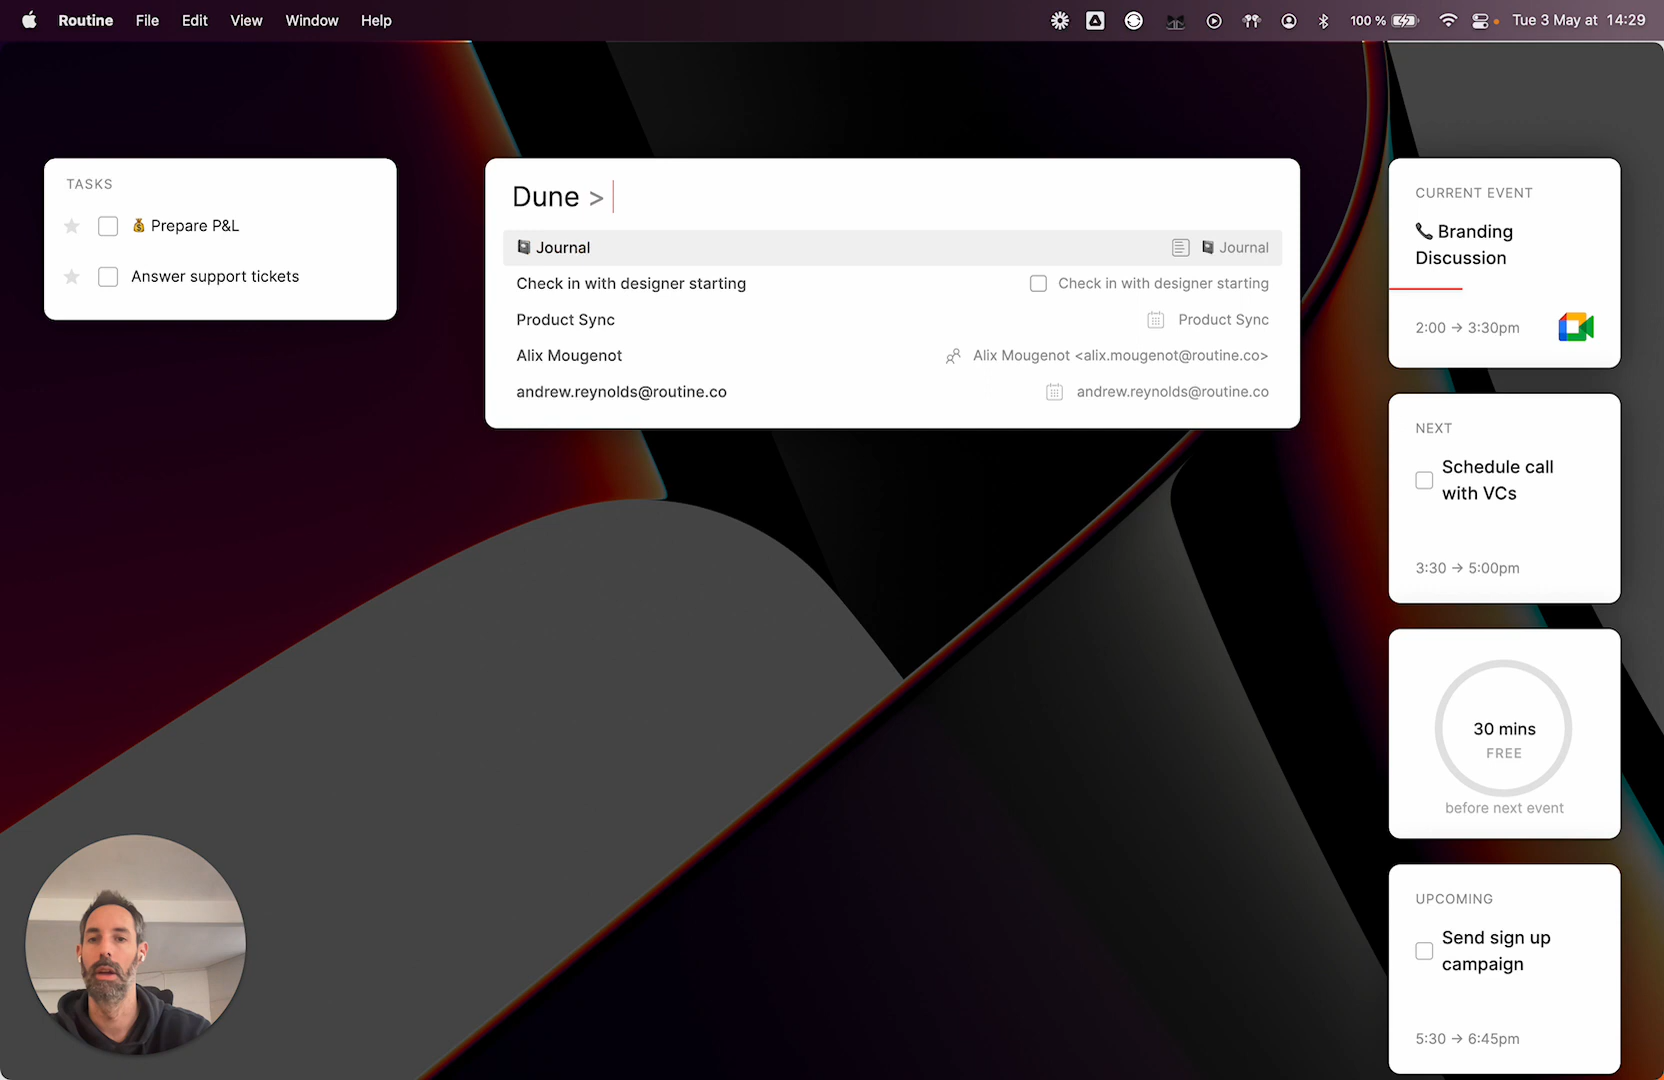 Routine File Edit View Window Help 100 % Tue 3 May at 14:29
TASKS
💰 Prepare P&L
Answer support tickets
Dune >
Journal Journal
Check in with designer starting Check in with designer starting
Product Sync Product Sync
Alix Mougenot Alix Mougenot <alix.mougenot@routine.co>
andrew.reynolds@routine.co andrew.reynolds@routine.co
CURRENT EVENT
📞 Branding
Discussion
2:00 → 3:30pm
NEXT
Schedule call
with VCs
3:30 → 5:00pm
30 mins
FREE
before next event
UPCOMING
Send sign up
campaign
5:30 → 6:45pm